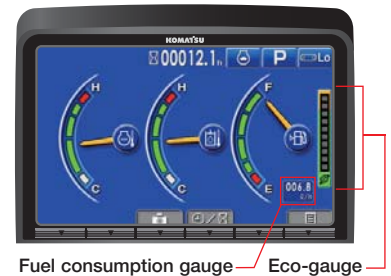 KOMATSU
00012.1h P Lo
H H F
C C E
006.8
ℓ/h
Fuel consumption gauge Eco-gauge